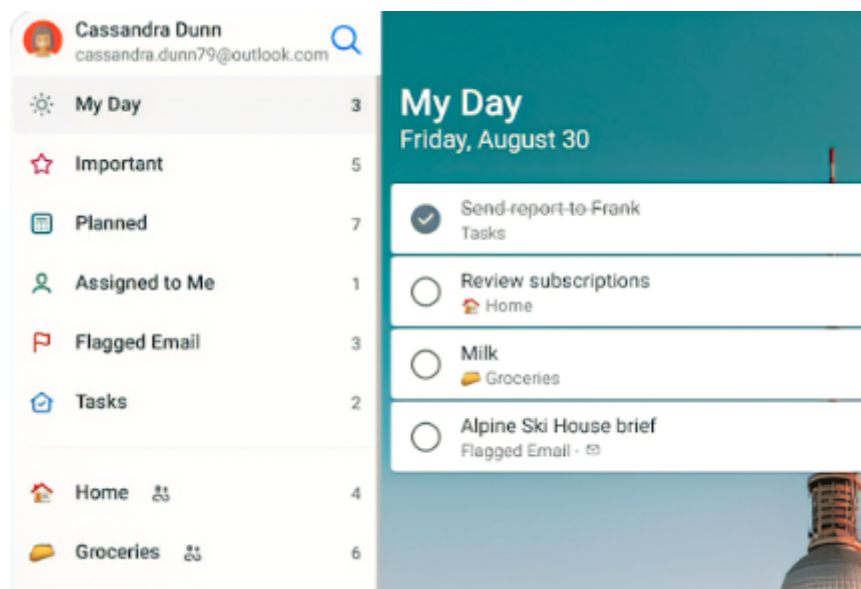 Cassandra Dunn
cassandra.dunn79@outlook.com
My Day 3
Important 5
Planned 7
Assigned to Me 1
Flagged Email 3
Tasks 2
Home 4
Groceries 6
My Day
Friday, August 30
Send report to Frank
Tasks
Review subscriptions
Home
Milk
Groceries
Alpine Ski House brief
Flagged Email -